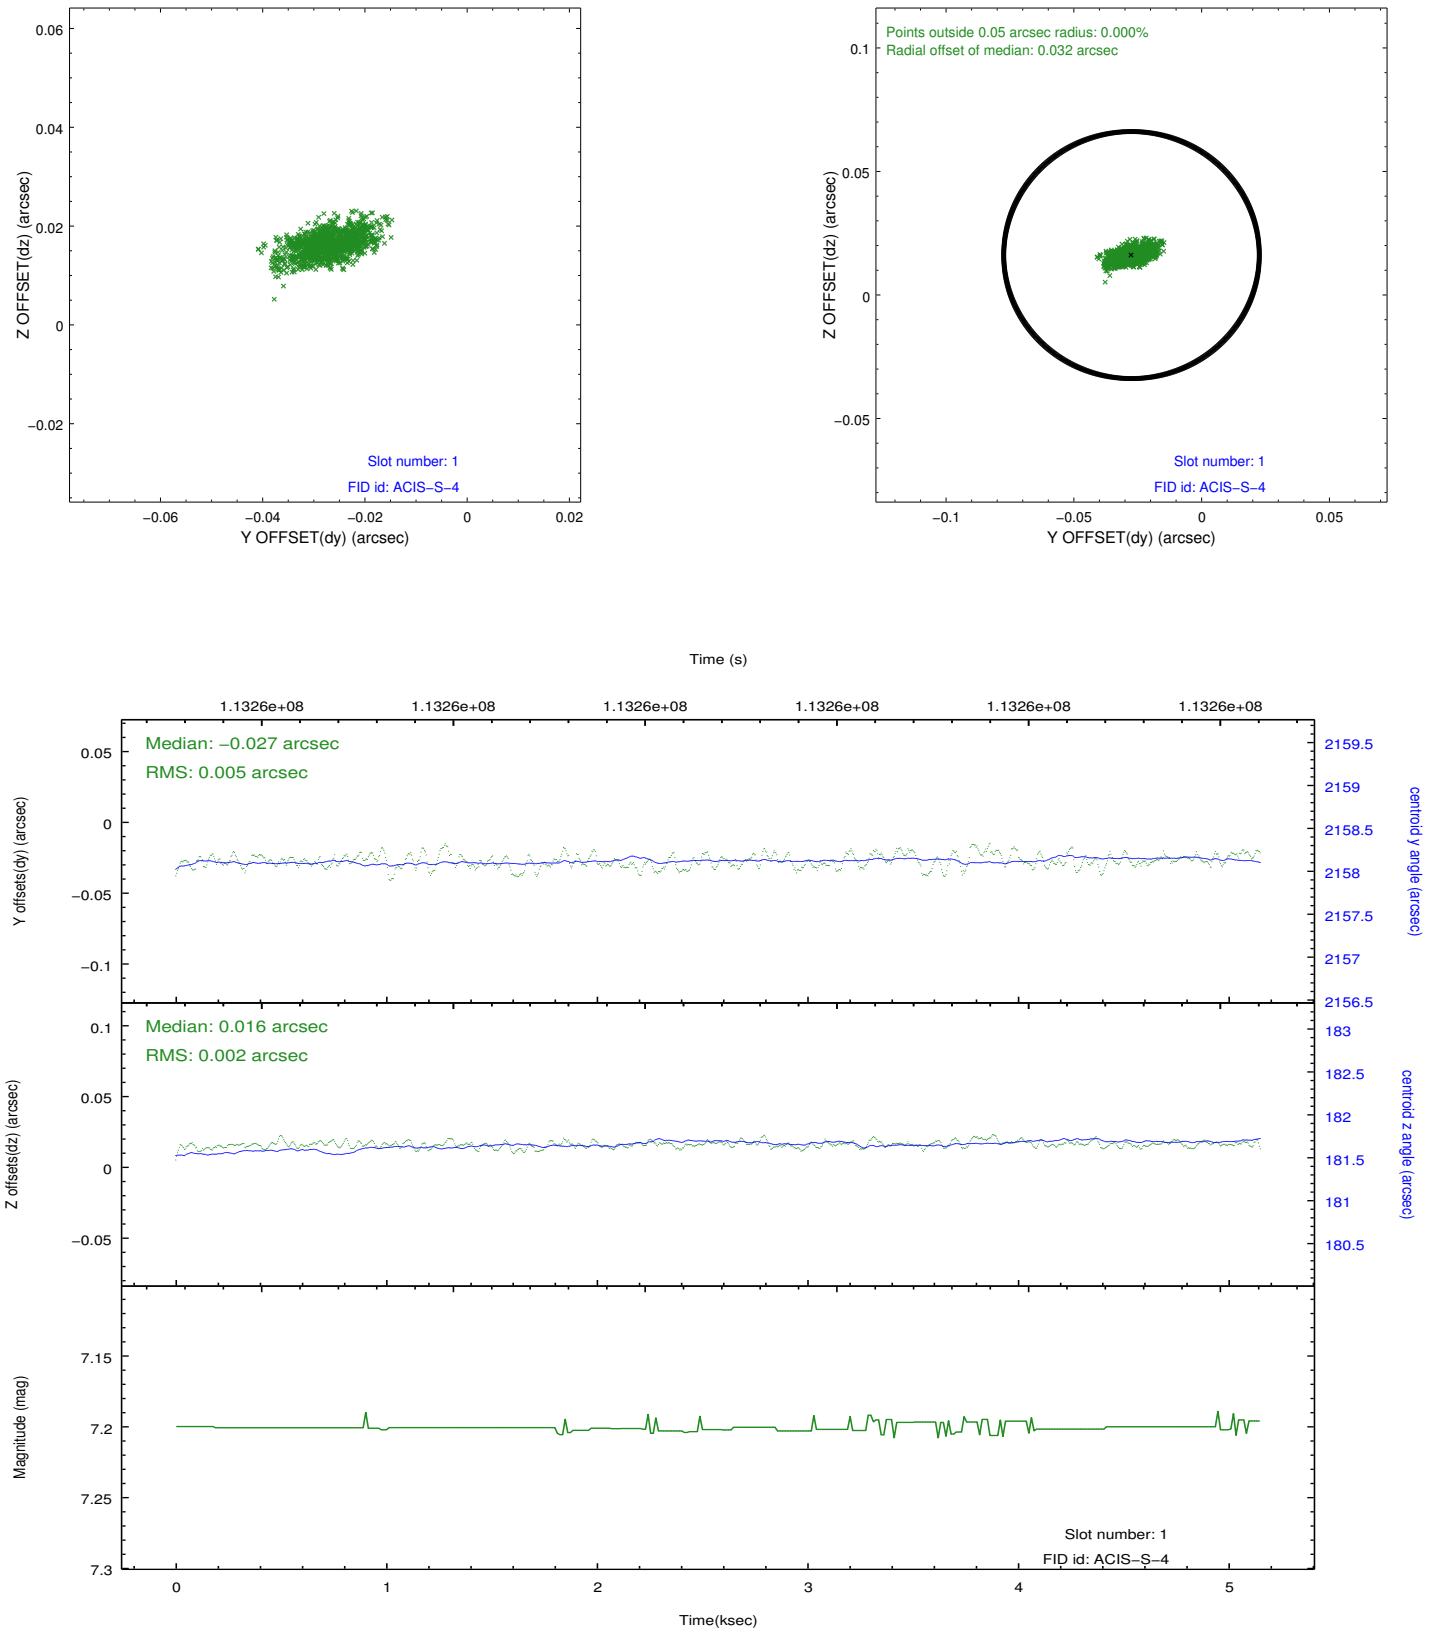 0.06
0.04
0.02
0
−0.02
Z OFFSET(dz) (arcsec)
Slot number: 1
FID id: ACIS−S−4
−0.06
−0.04
−0.02
0
0.02
Y OFFSET(dy) (arcsec)
Points outside 0.05 arcsec radius: 0.000%
Radial offset of median: 0.032 arcsec
0.1
0.05
0
−0.05
Z OFFSET(dz) (arcsec)
Slot number: 1
FID id: ACIS−S−4
−0.1
−0.05
0
0.05
Y OFFSET(dy) (arcsec)
Time (s)
1.1326e+08
1.1326e+08
1.1326e+08
1.1326e+08
1.1326e+08
1.1326e+08
Median: −0.027 arcsec
RMS: 0.005 arcsec
0.05
0
−0.05
−0.1
Y offsets(dy) (arcsec)
2159.5
2159
2158.5
2158
2157.5
2157
2156.5
centroid y angle (arcsec)
Median: 0.016 arcsec
RMS: 0.002 arcsec
0.1
0.05
0
−0.05
Z offsets(dz) (arcsec)
183
182.5
182
181.5
181
180.5
centroid z angle (arcsec)
7.15
7.2
7.25
7.3
Magnitude (mag)
Slot number: 1
FID id: ACIS−S−4
0
1
2
3
4
5
Time(ksec)